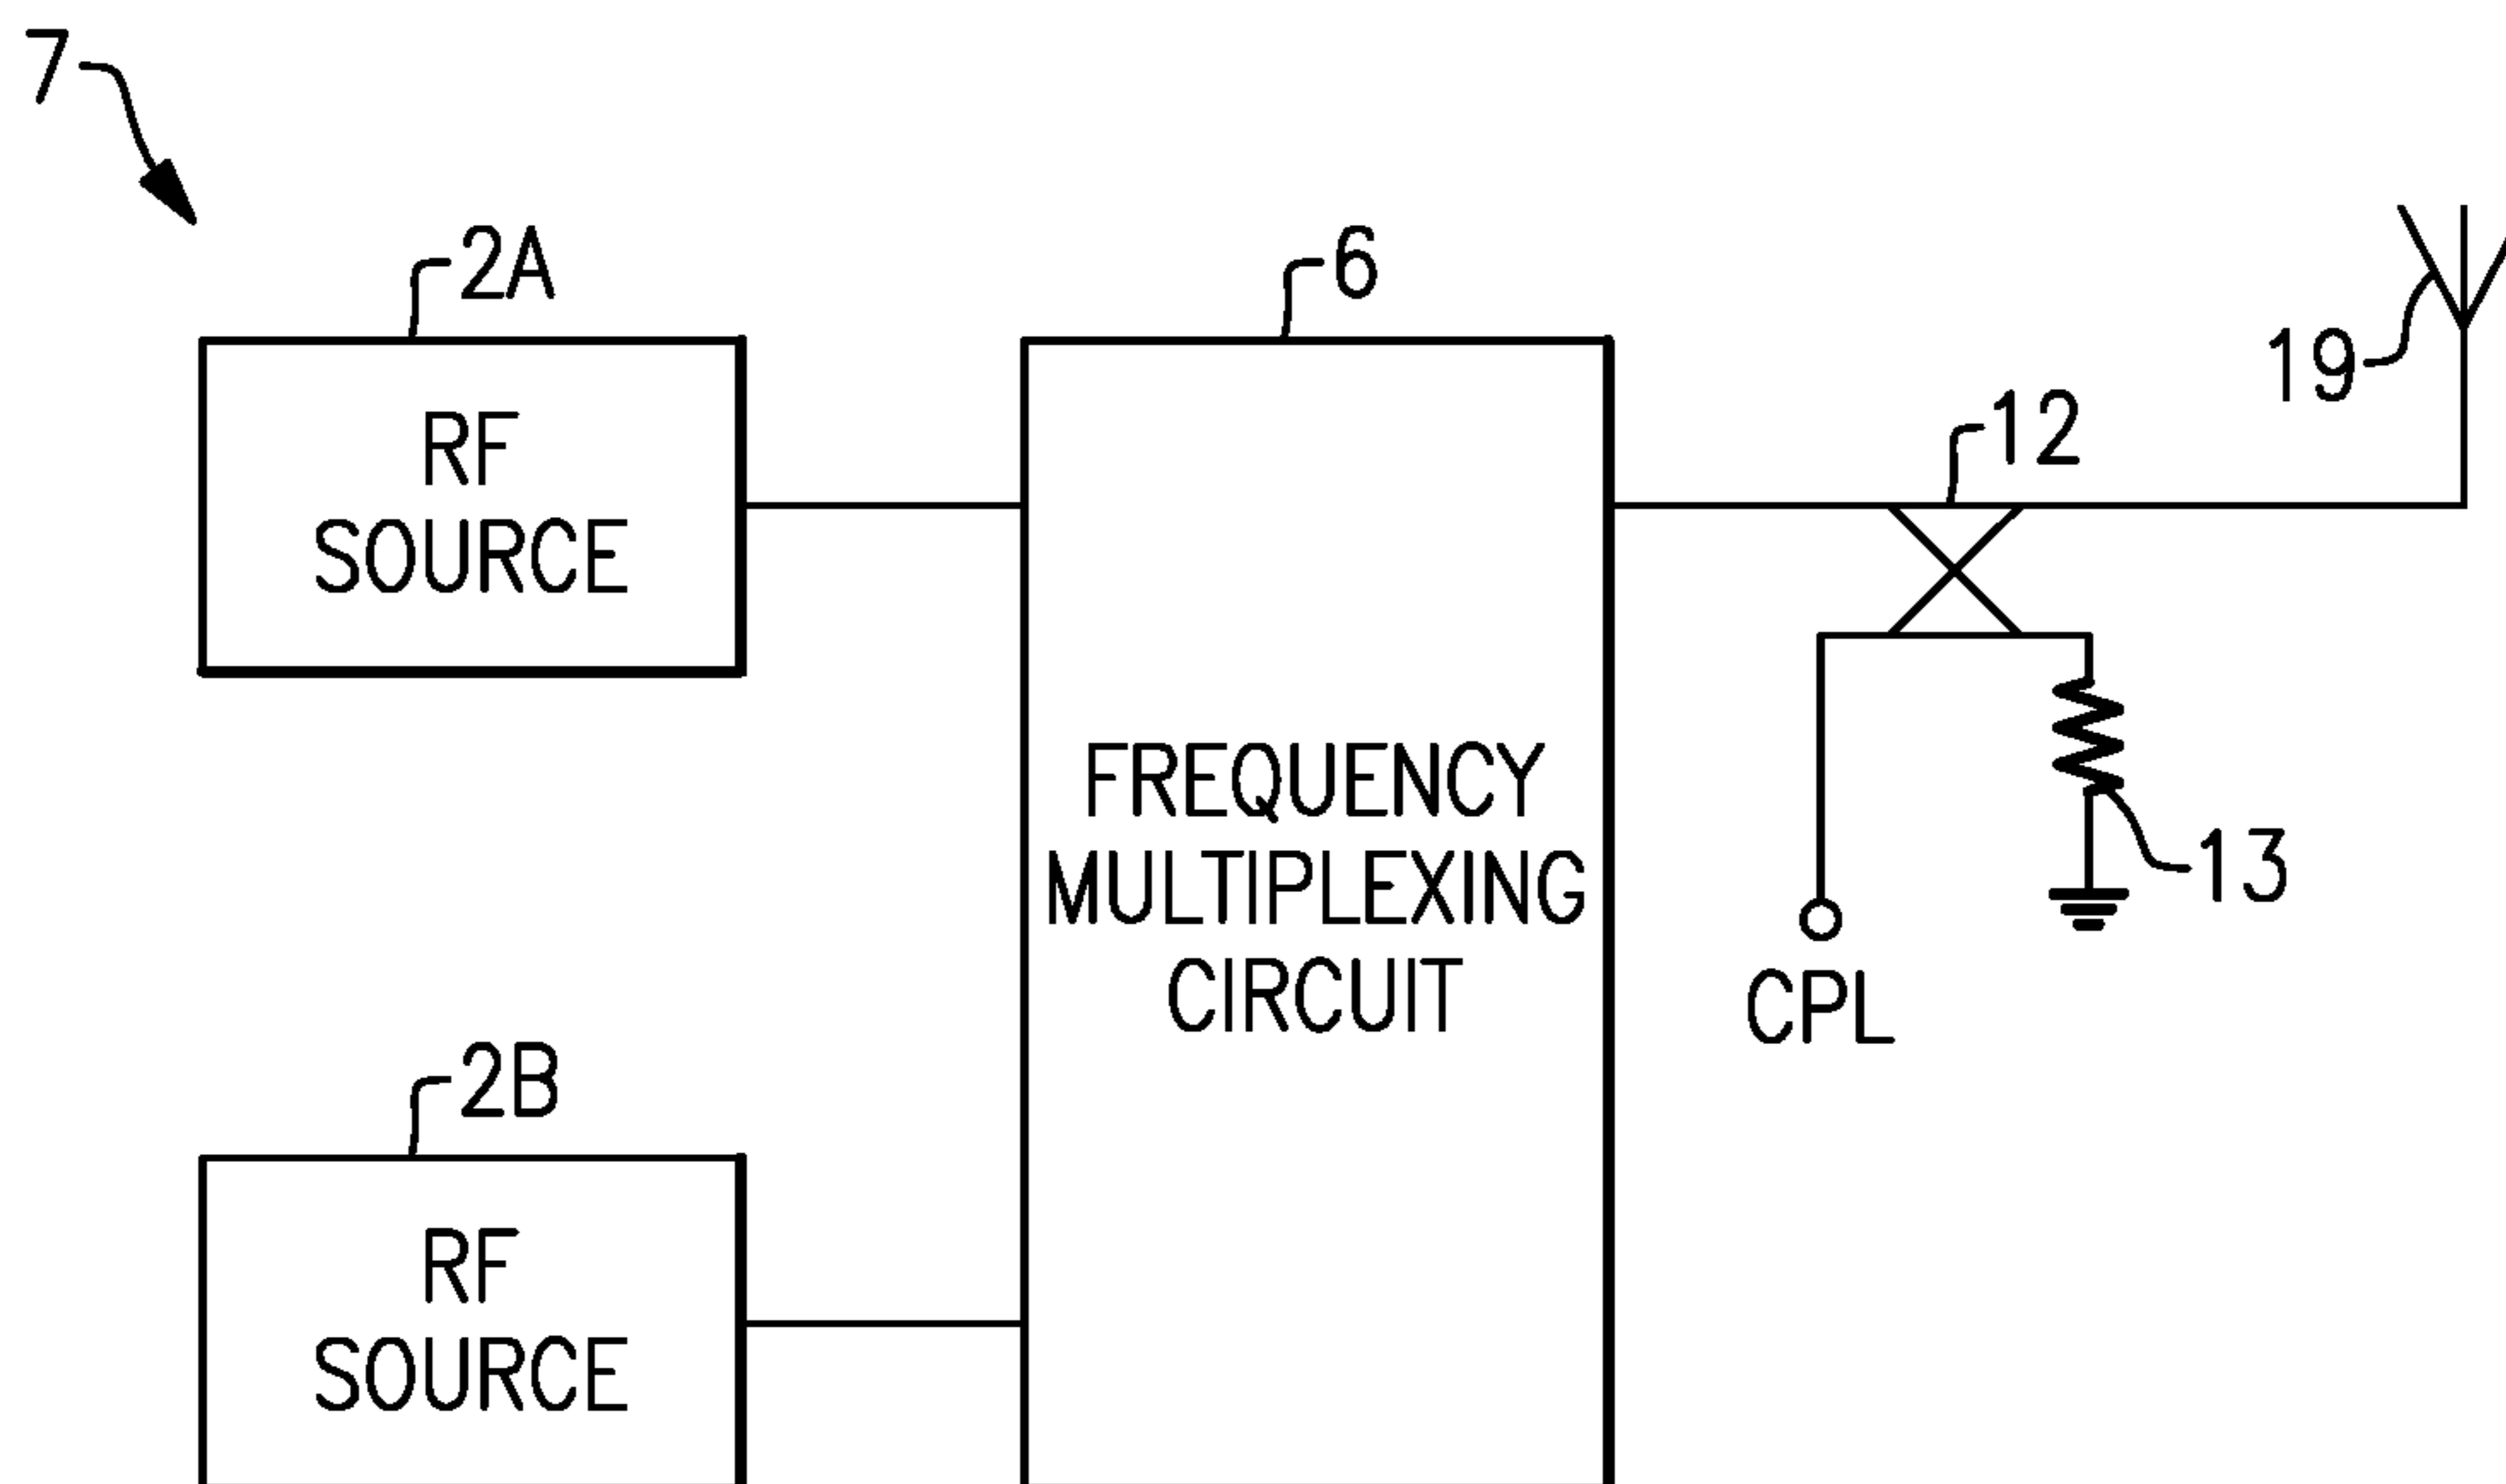 7
2A
6
19
12
RF
SOURCE
FREQUENCY
MULTIPLEXING
CIRCUIT
13
CPL
2B
RF
SOURCE